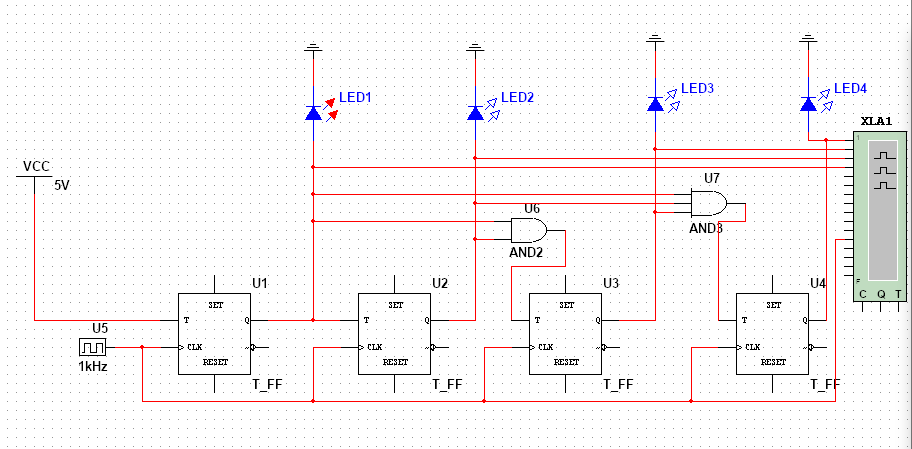 LED1
LED2
LED3
LED4
XLA1
1
VCC
5V
U7
AND3
U6
AND2
F
C Q T
U1
SET
T Q
CLK
RESET
T_FF
U2
SET
T Q
CLK
RESET
T_FF
U3
SET
T Q
CLK
RESET
T_FF
U4
SET
T Q
CLK
RESET
T_FF
U5
1kHz